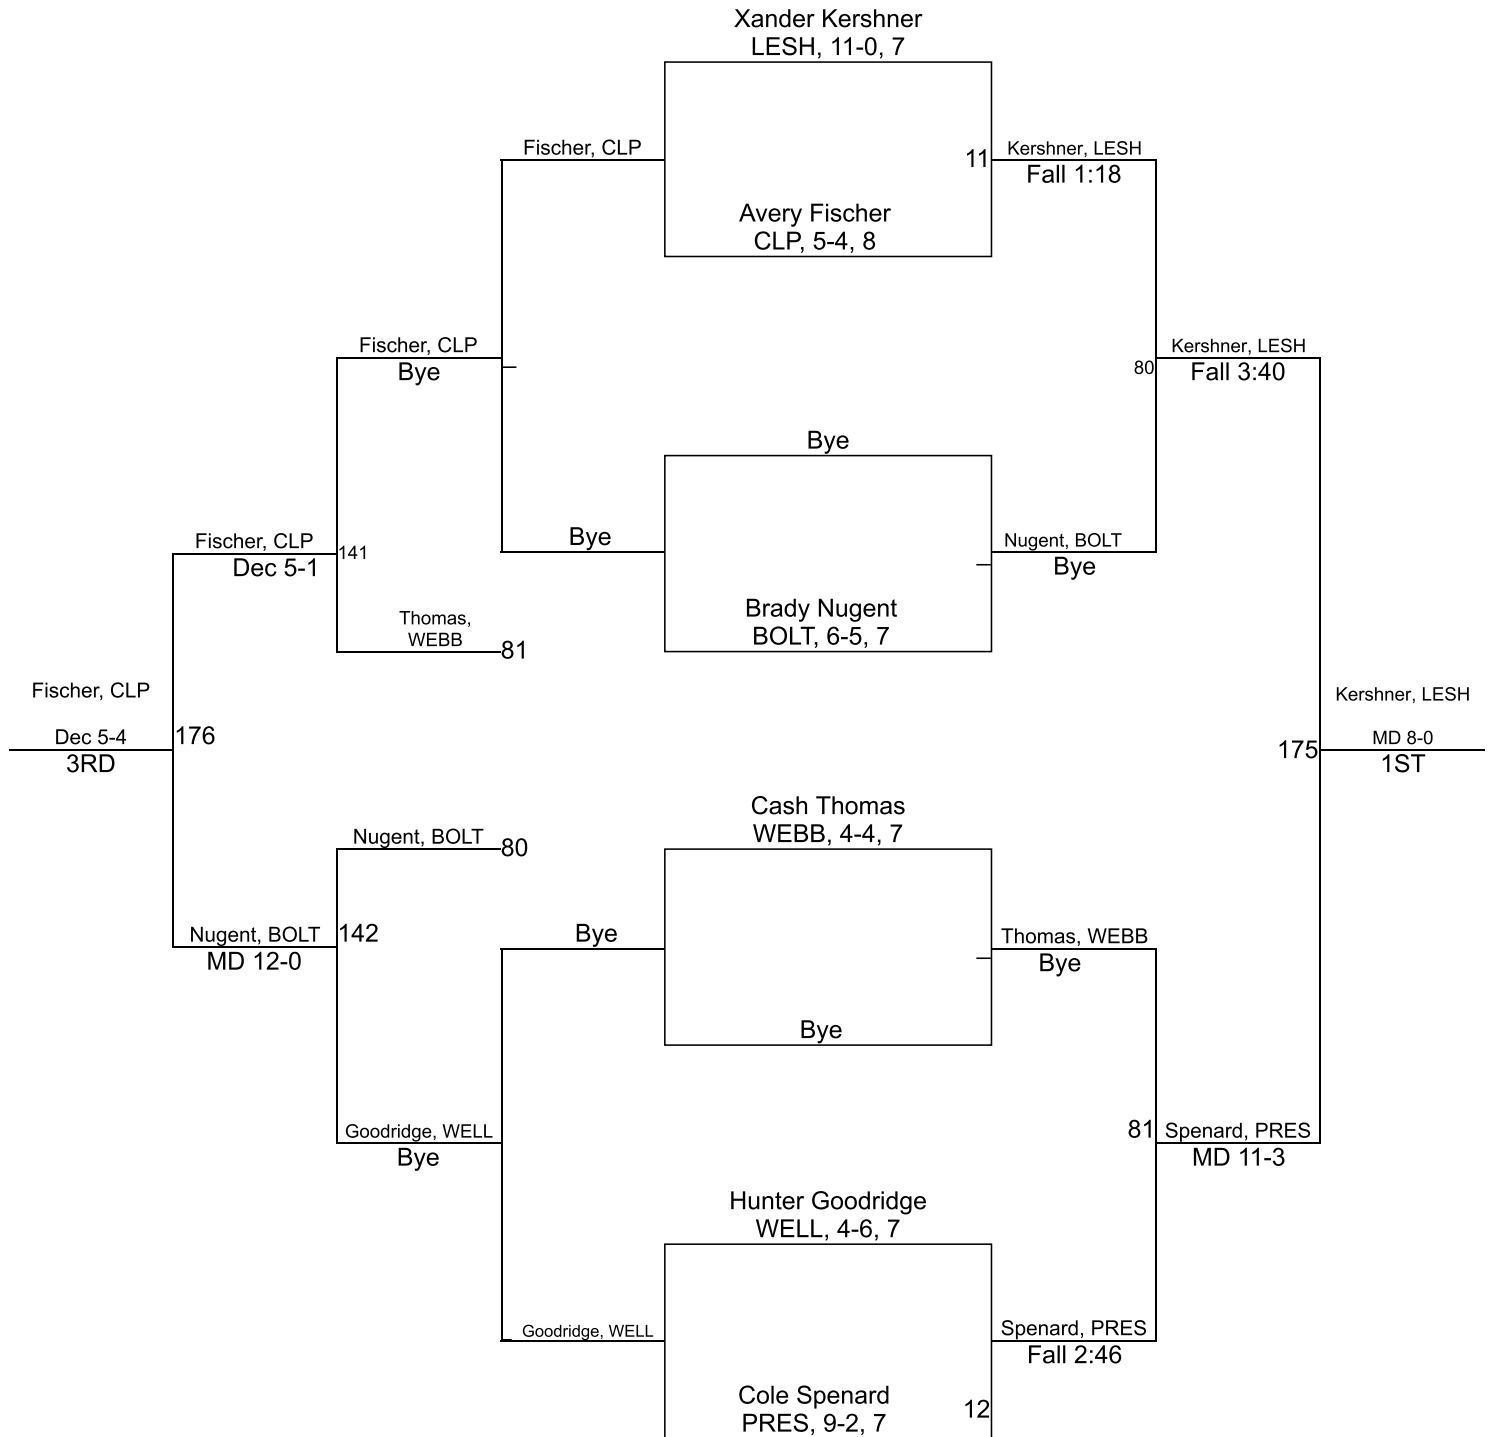 Xander Kershner
LESH, 11-0, 7
Fischer, CLP
11
Kershner, LESH
Fall 1:18
Avery Fischer
CLP, 5-4, 8
Fischer, CLP
Bye
80
Kershner, LESH
Fall 3:40
Bye
Bye
Nugent, BOLT
Bye
Fischer, CLP
141
Dec 5-1
Brady Nugent
BOLT, 6-5, 7
Thomas,
WEBB
81
Fischer, CLP
Dec 5-4
3RD
176
Kershner, LESH
175
MD 8-0
1ST
Cash Thomas
WEBB, 4-4, 7
Nugent, BOLT
80
Nugent, BOLT
142
MD 12-0
Bye
Thomas, WEBB
Bye
Bye
Goodridge, WELL
Bye
81
Spenard, PRES
MD 11-3
Hunter Goodridge
WELL, 4-6, 7
Goodridge, WELL
Spenard, PRES
Fall 2:46
Cole Spenard
PRES, 9-2, 7
12